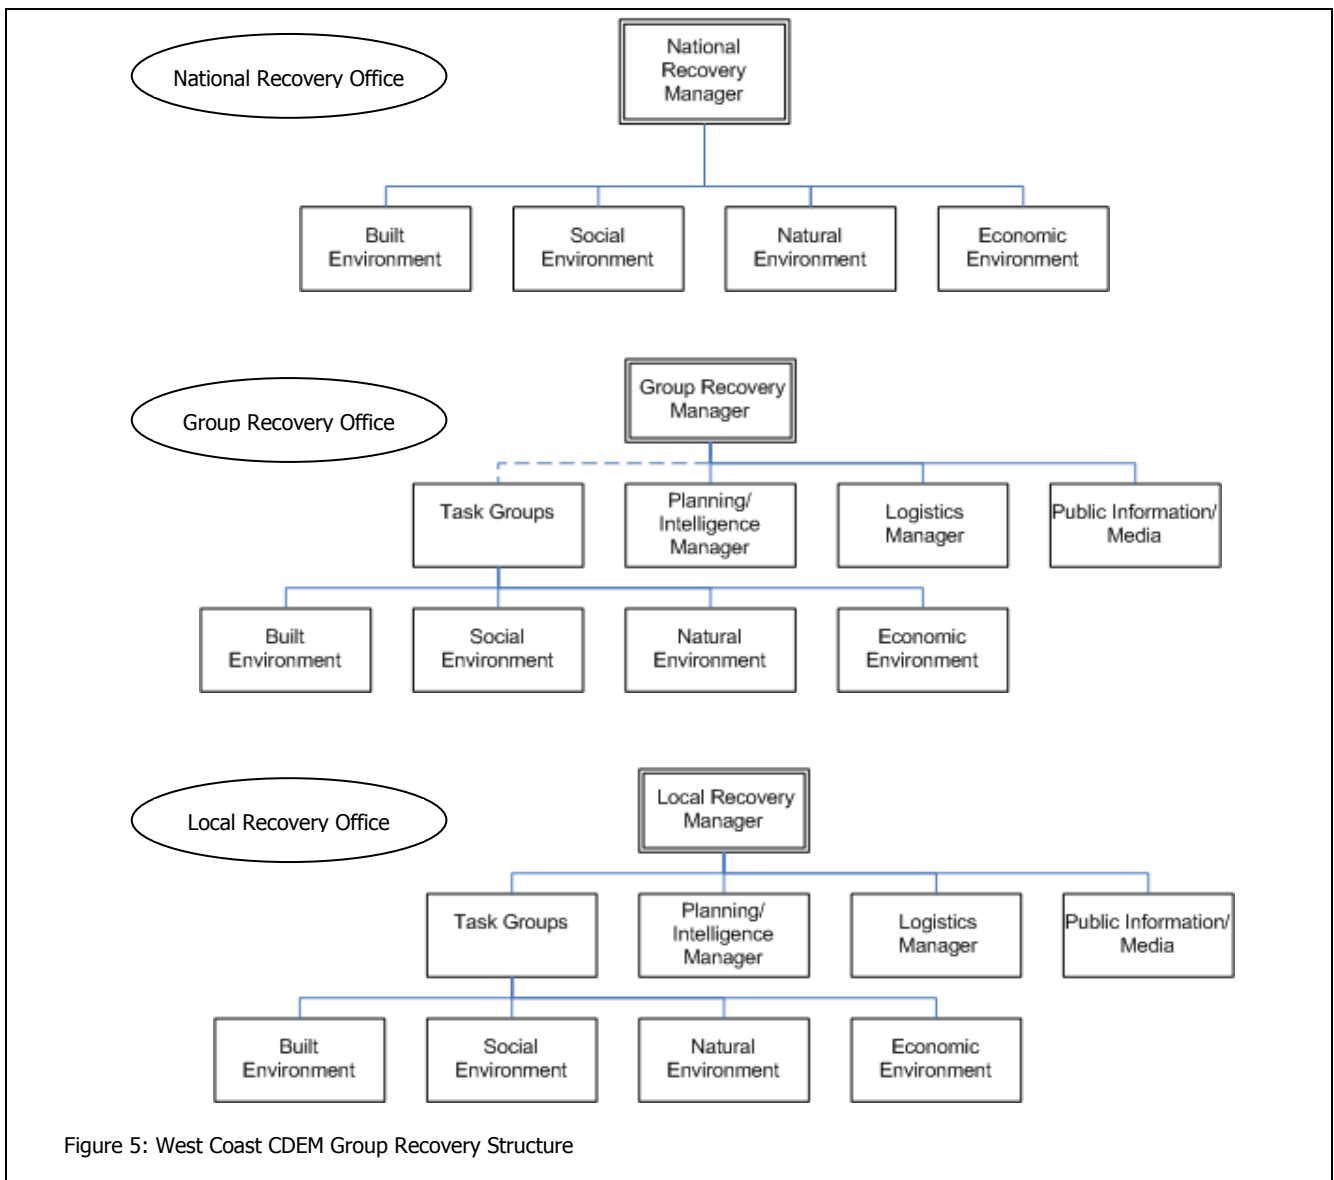 National Recovery Office
National
Recovery
Manager
Built
Environment
Social
Environment
Natural
Environment
Economic
Environment
Group Recovery Office
Group Recovery
Manager
Task Groups
Planning/
Intelligence
Manager
Logistics
Manager
Public Information/
Media
Built
Environment
Social
Environment
Natural
Environment
Economic
Environment
Local Recovery Office
Local Recovery
Manager
Task Groups
Planning/
Intelligence
Manager
Logistics
Manager
Public Information/
Media
Built
Environment
Social
Environment
Natural
Environment
Economic
Environment
Figure 5: West Coast CDEM Group Recovery Structure